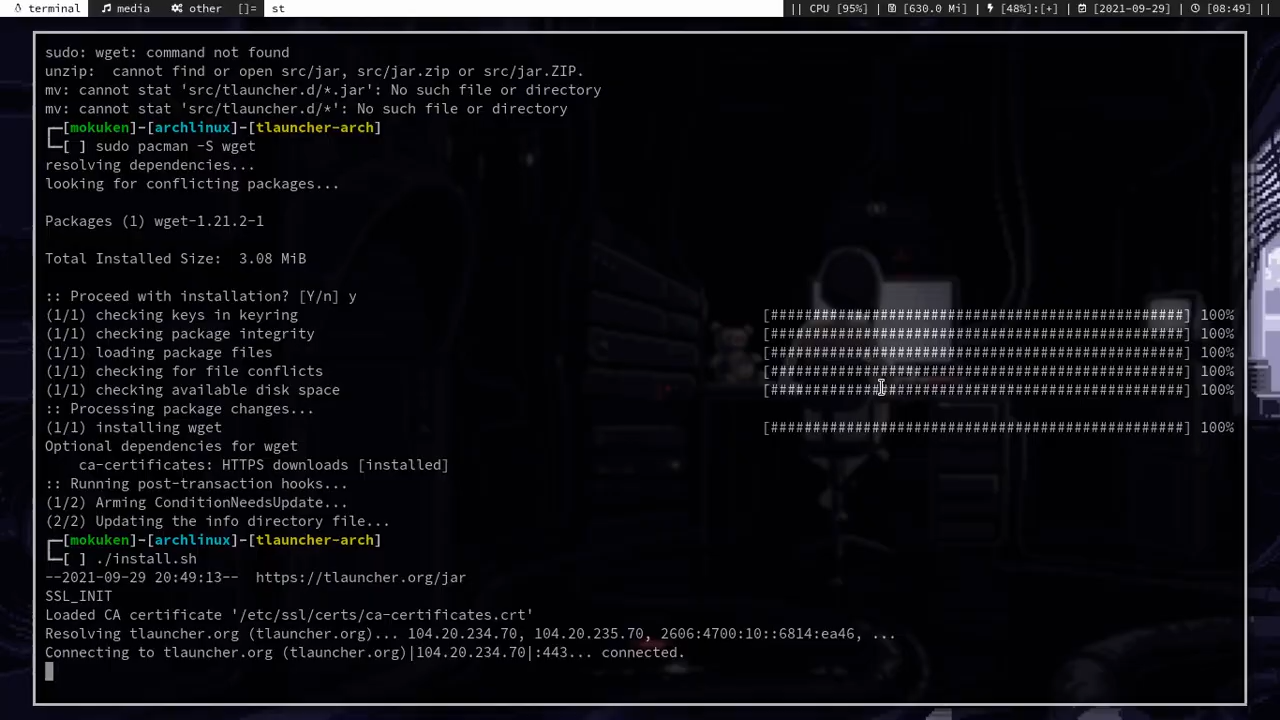 terminal media other []= st || CPU [95%] || [630.0 Mi] || [48%]:[+] || [2021-09-29] || [08:49] ||
sudo: wget: command not found
unzip:  cannot find or open src/jar, src/jar.zip or src/jar.ZIP.
mv: cannot stat 'src/tlauncher.d/*.jar': No such file or directory
mv: cannot stat 'src/tlauncher.d/*': No such file or directory
┌─[mokuken]-[archlinux]-[tlauncher-arch]
└─[ ] sudo pacman -S wget
resolving dependencies...
looking for conflicting packages...
Packages (1) wget-1.21.2-1
Total Installed Size:  3.08 MiB
:: Proceed with installation? [Y/n] y
(1/1) checking keys in keyring [############################################] 100%
(1/1) checking package integrity [############################################] 100%
(1/1) loading package files [############################################] 100%
(1/1) checking for file conflicts [############################################] 100%
(1/1) checking available disk space [############################################] 100%
:: Processing package changes...
(1/1) installing wget [############################################] 100%
Optional dependencies for wget
    ca-certificates: HTTPS downloads [installed]
:: Running post-transaction hooks...
(1/2) Arming ConditionNeedsUpdate...
(2/2) Updating the info directory file...
┌─[mokuken]-[archlinux]-[tlauncher-arch]
└─[ ] ./install.sh
--2021-09-29 20:49:13--  https://tlauncher.org/jar
SSL_INIT
Loaded CA certificate '/etc/ssl/certs/ca-certificates.crt'
Resolving tlauncher.org (tlauncher.org)... 104.20.234.70, 104.20.235.70, 2606:4700:10::6814:ea46, ...
Connecting to tlauncher.org (tlauncher.org)|104.20.234.70|:443... connected.